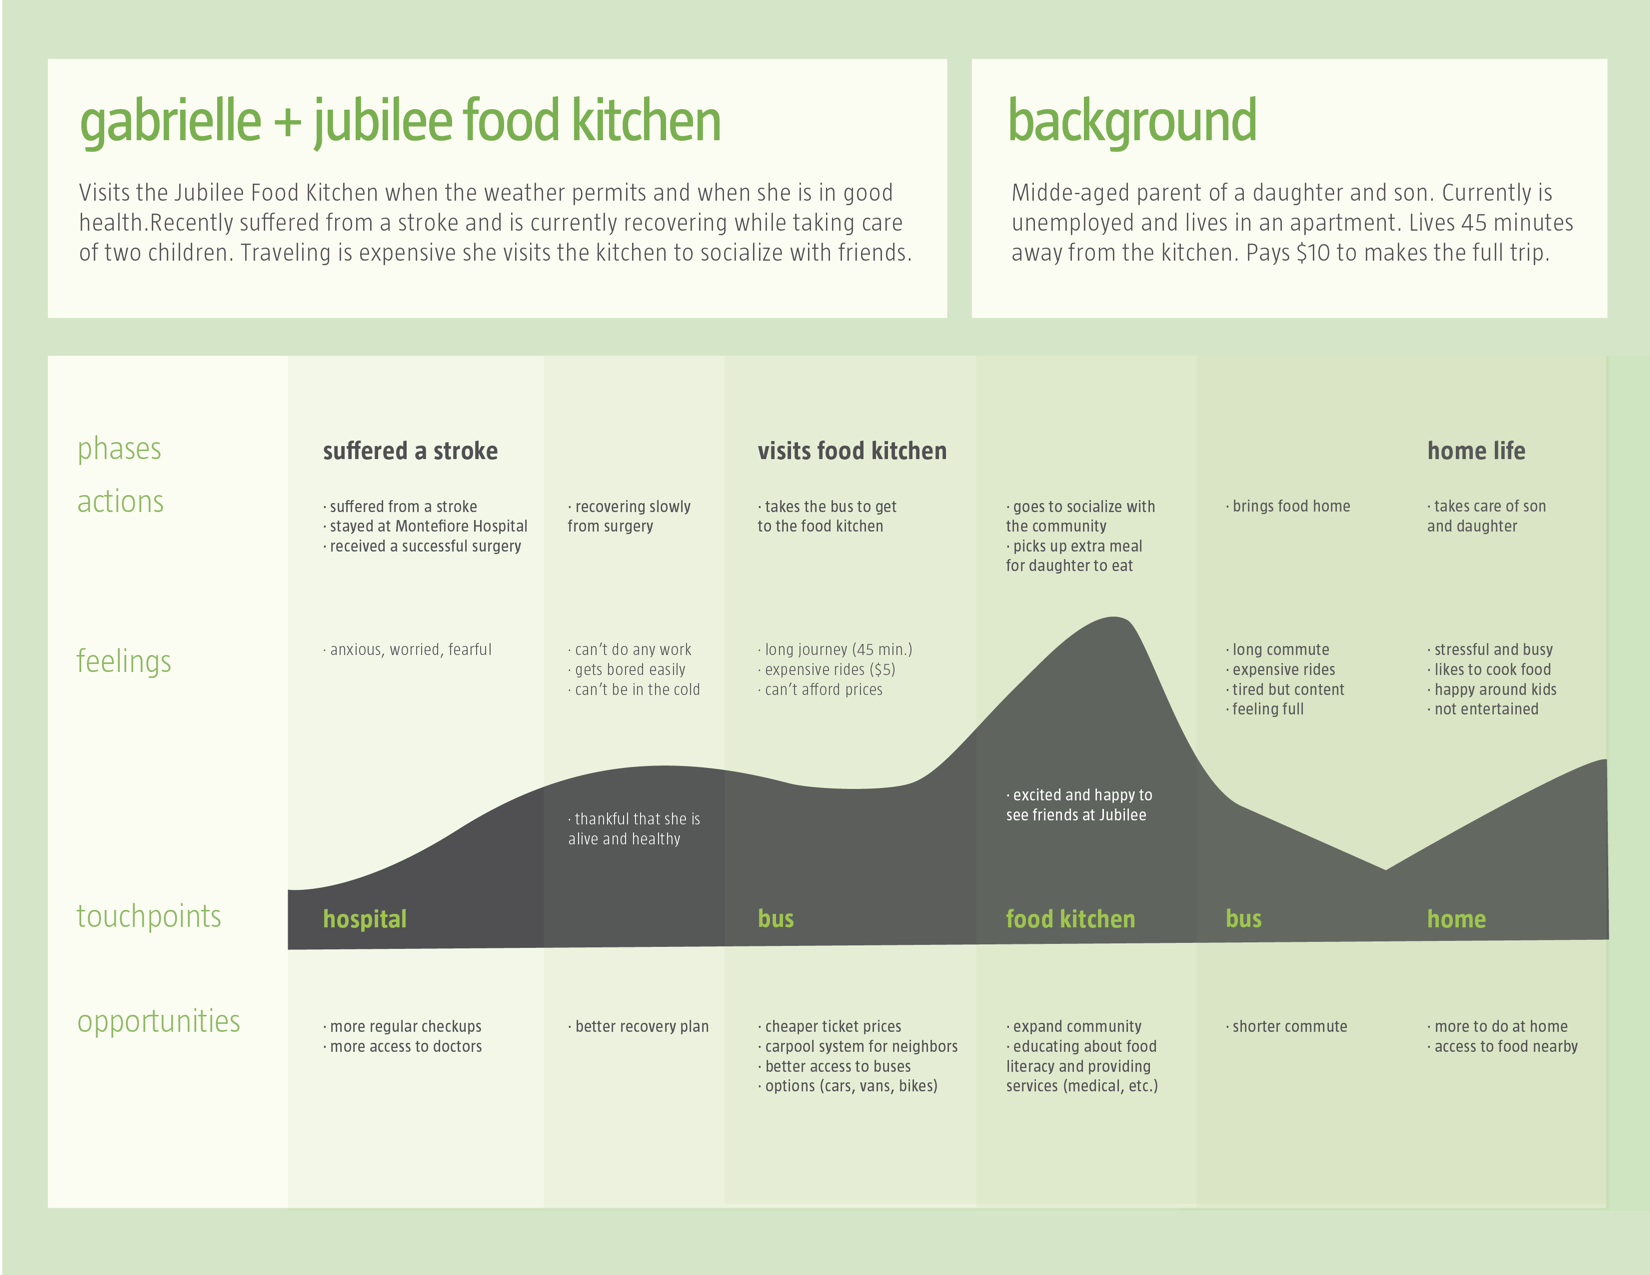 gabrielle + jubilee food kitchen
Visits the Jubilee Food Kitchen when the weather permits and when she is in good
health.Recently suffered from a stroke and is currently recovering while taking care
of two children. Traveling is expensive she visits the kitchen to socialize with friends.
background
Midde-aged parent of a daughter and son. Currently is
unemployed and lives in an apartment. Lives 45 minutes
away from the kitchen. Pays $10 to makes the full trip.
phases
suffered a stroke
visits food kitchen
home life
actions
· suffered from a stroke
· stayed at Montefiore Hospital
· received a successful surgery
· recovering slowly
from surgery
· takes the bus to get
to the food kitchen
· goes to socialize with
the community
· picks up extra meal
for daughter to eat
· brings food home
· takes care of son
and daughter
feelings
· anxious, worried, fearful
· can't do any work
· gets bored easily
· can't be in the cold
· thankful that she is
alive and healthy
· long journey (45 min.)
· expensive rides ($5)
· can't afford prices
· excited and happy to
see friends at Jubilee
· long commute
· expensive rides
· tired but content
· feeling full
· stressful and busy
· likes to cook food
· happy around kids
· not entertained
touchpoints
hospital
bus
food kitchen
bus
home
opportunities
· more regular checkups
· more access to doctors
· better recovery plan
· cheaper ticket prices
· carpool system for neighbors
· better access to buses
· options (cars, vans, bikes)
· expand community
· educating about food
literacy and providing
services (medical, etc.)
· shorter commute
· more to do at home
· access to food nearby